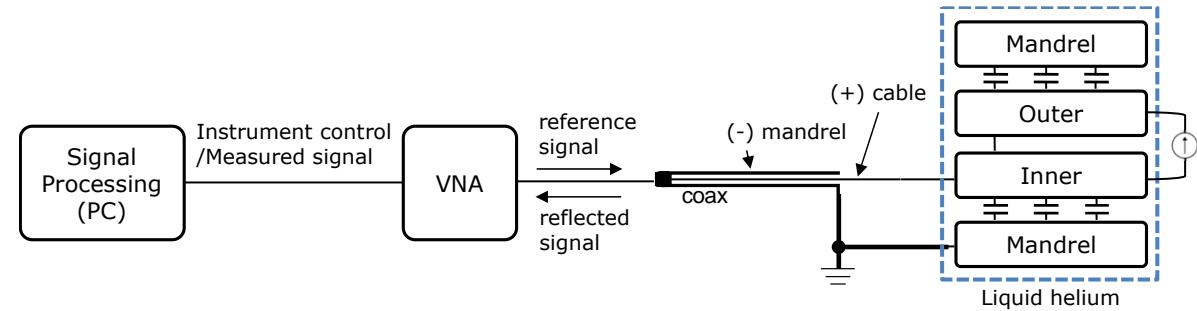 Signal
Processing
(PC)
Instrument control
/Measured signal
VNA
reference
signal
reflected
signal
(-) mandrel
(+) cable
coax
Mandrel
Outer
Inner
Mandrel
Liquid helium